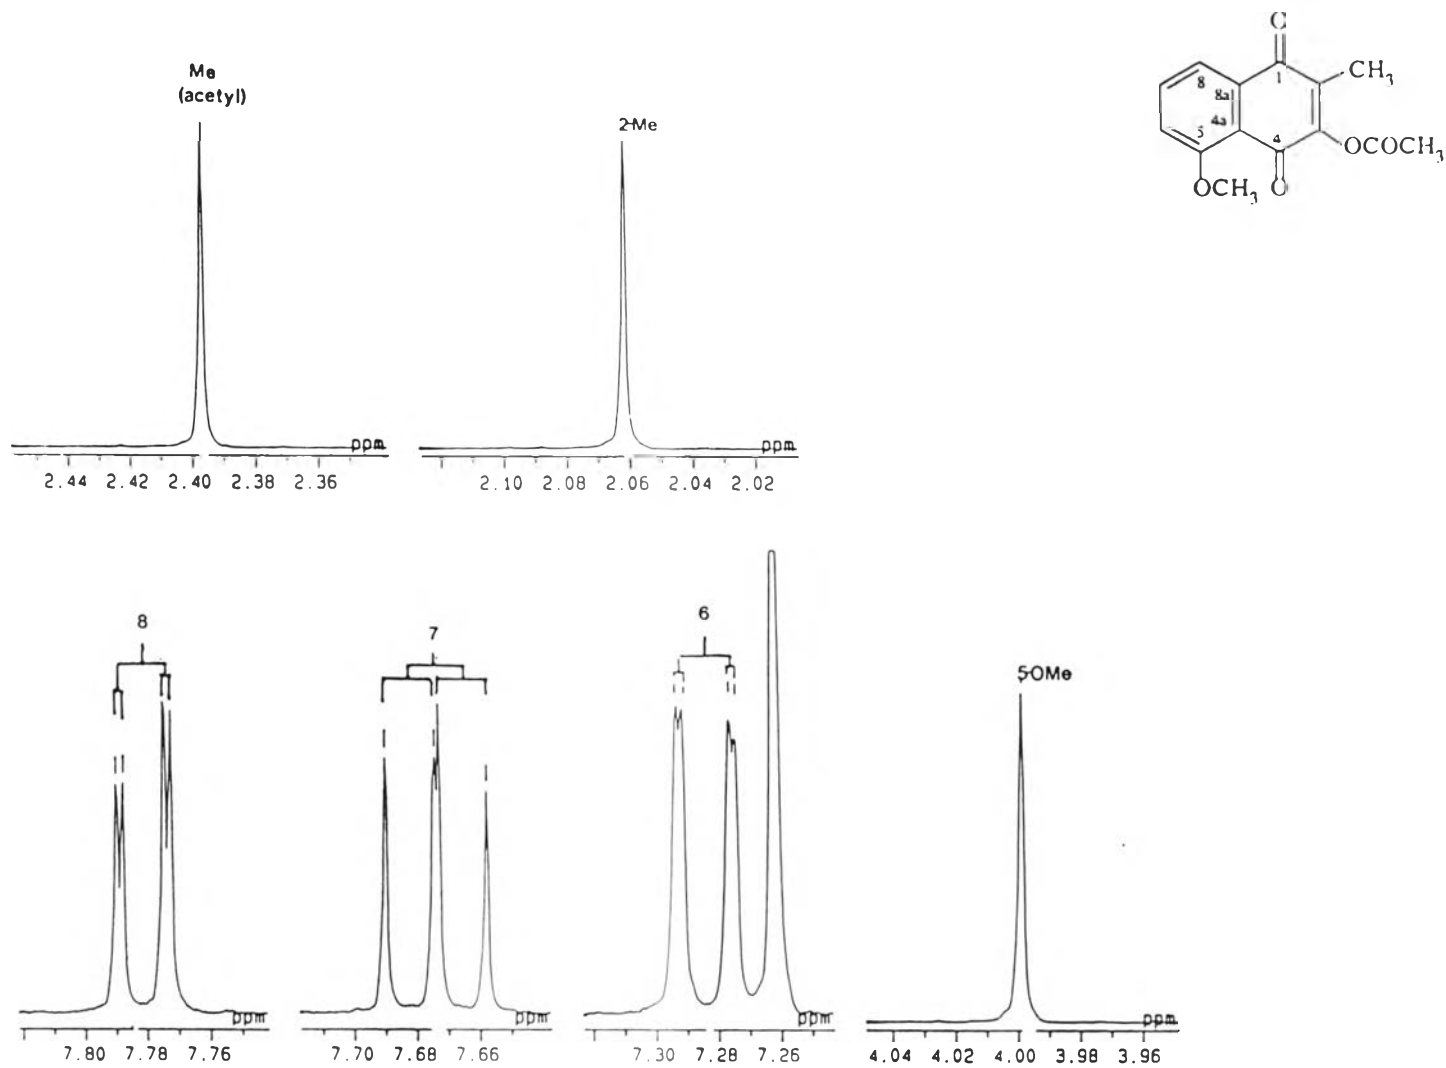 C
CH3
8
1
8a
4a
5
4
OCOCH3
OCH3 O
Me
(acetyl)
2-Me
ppm
2.44 2.42 2.40 2.38 2.36
ppm
2.10 2.08 2.06 2.04 2.02
8
7
6
5-OMe
ppm
7.80 7.78 7.76
ppm
7.70 7.68 7.66
ppm
7.30 7.28 7.26
ppm
4.04 4.02 4.00 3.98 3.96